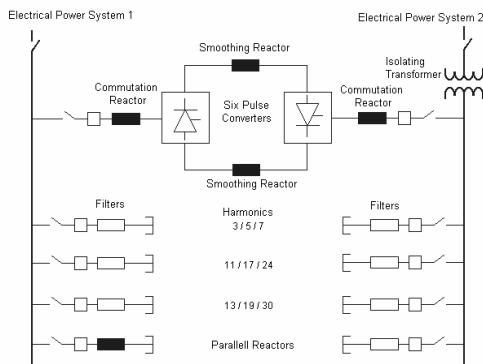 Electrical Power System 1
Electrical Power System 2
Smoothing Reactor
Isolating
Transformer
Commutation
Reactor
Six Pulse
Converters
Commutation
Reactor
Smoothing Reactor
Filters
Harmonics
3 / 5 / 7
Filters
11 / 17 / 24
13 / 19 / 30
Parallell Reactors